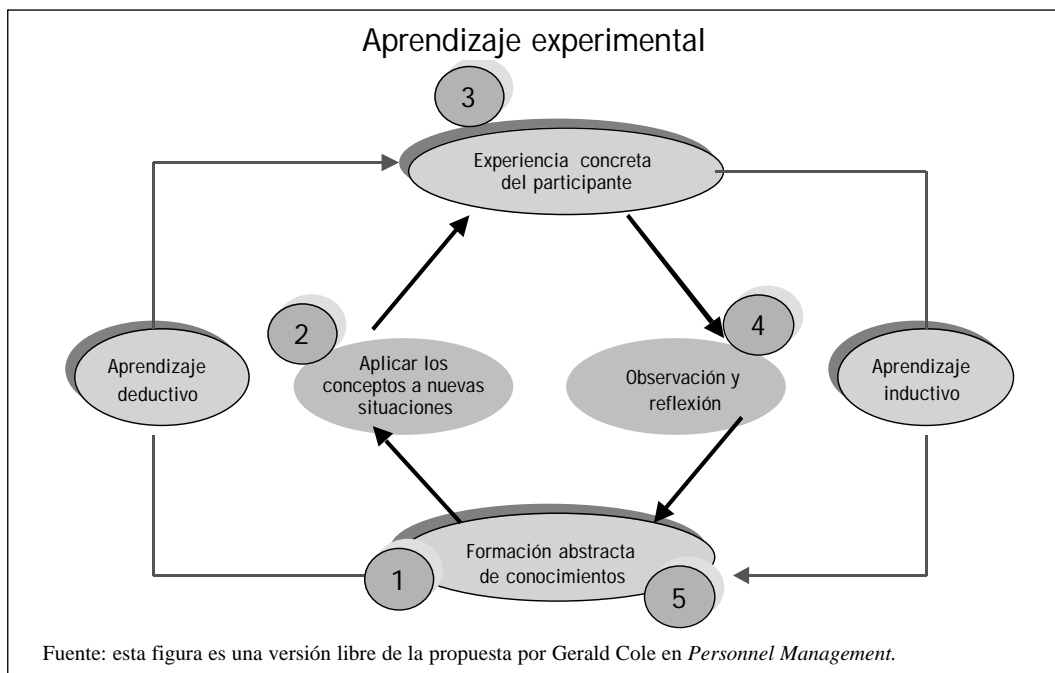 Aprendizaje experimental
3
Experiencia concreta
del participante
2
4
Aprendizaje
deductivo
Aplicar los
conceptos a nuevas
situaciones
Observación y
reflexión
Aprendizaje
inductivo
Formación abstracta
de conocimientos
1
5
Fuente: esta figura es una versión libre de la propuesta por Gerald Cole en Personnel Management.